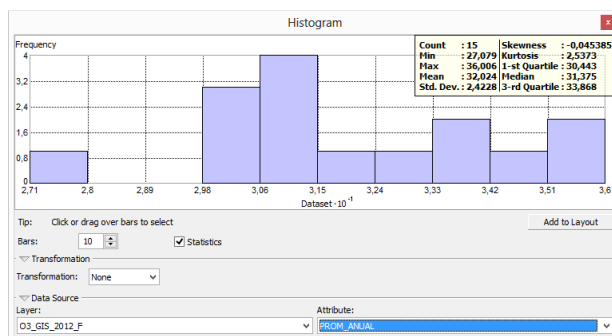 Histogram
x
Frequency
4
3,2
2,4
1,6
0,8
0
Count : 15 Skewness : -0,045385
Min : 27,079 Kurtosis : 2,5373
Max : 36,006 1-st Quartile : 30,443
Mean : 32,024 Median : 31,375
Std. Dev. : 2,4228 3-rd Quartile : 33,868
2,71 2,8 2,89 2,98 3,06 3,15 3,24 3,33 3,42 3,51 3,6
Dataset · 10⁻¹
Tip: Click or drag over bars to select
Add to Layout
Bars: 10 Statistics
Transformation
Transformation: None
Data Source
Layer: Attribute:
O3_GIS_2012_F PROM_ANUAL